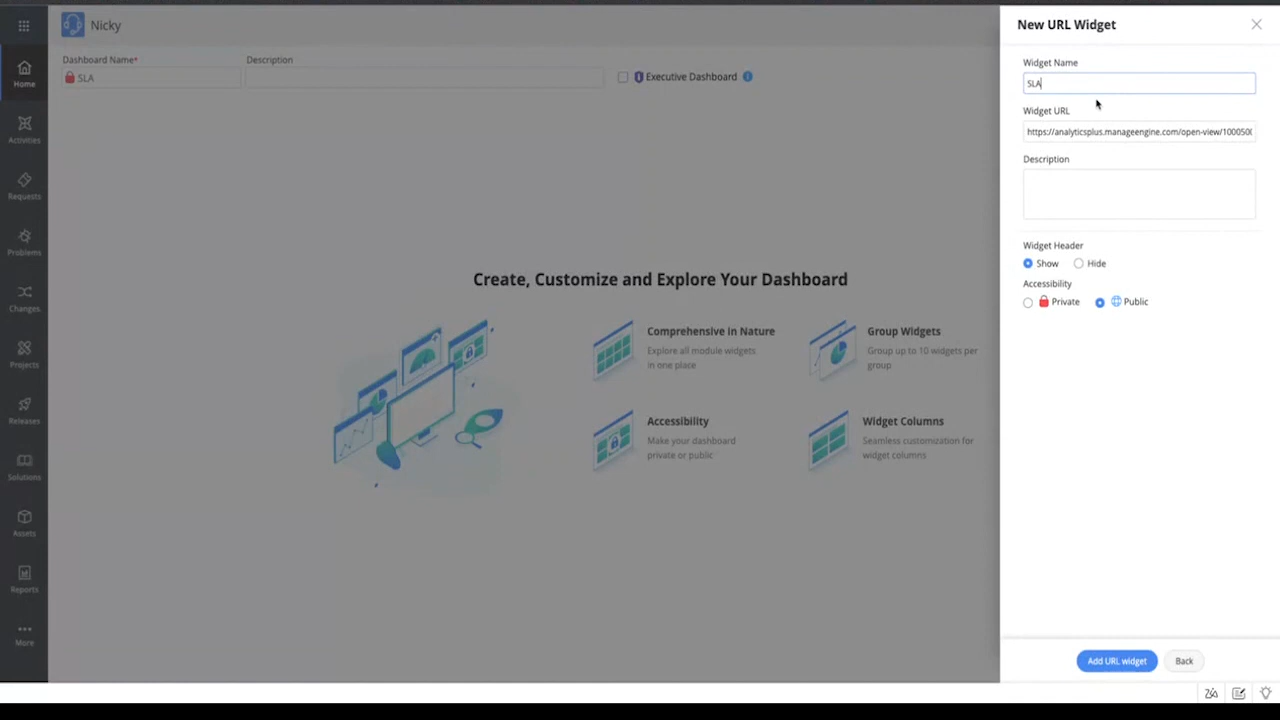 Nicky
New URL Widget
Home
Activities
Requests
Problems
Changes
Projects
Releases
Solutions
Assets
Reports
More
Dashboard Name*
Description
SLA
Executive Dashboard
Create, Customize and Explore Your Dashboard
Comprehensive in Nature
Explore all module widgets
in one place
Group Widgets
Group up to 10 widgets per
group
Accessibility
Make your dashboard
private or public
Widget Columns
Seamless customization for
widget columns
Widget Name
SLA
Widget URL
https://analyticsplus.manageengine.com/open-view/100050
Description
Widget Header
Show
Hide
Accessibility
Private
Public
Add URL widget
Back